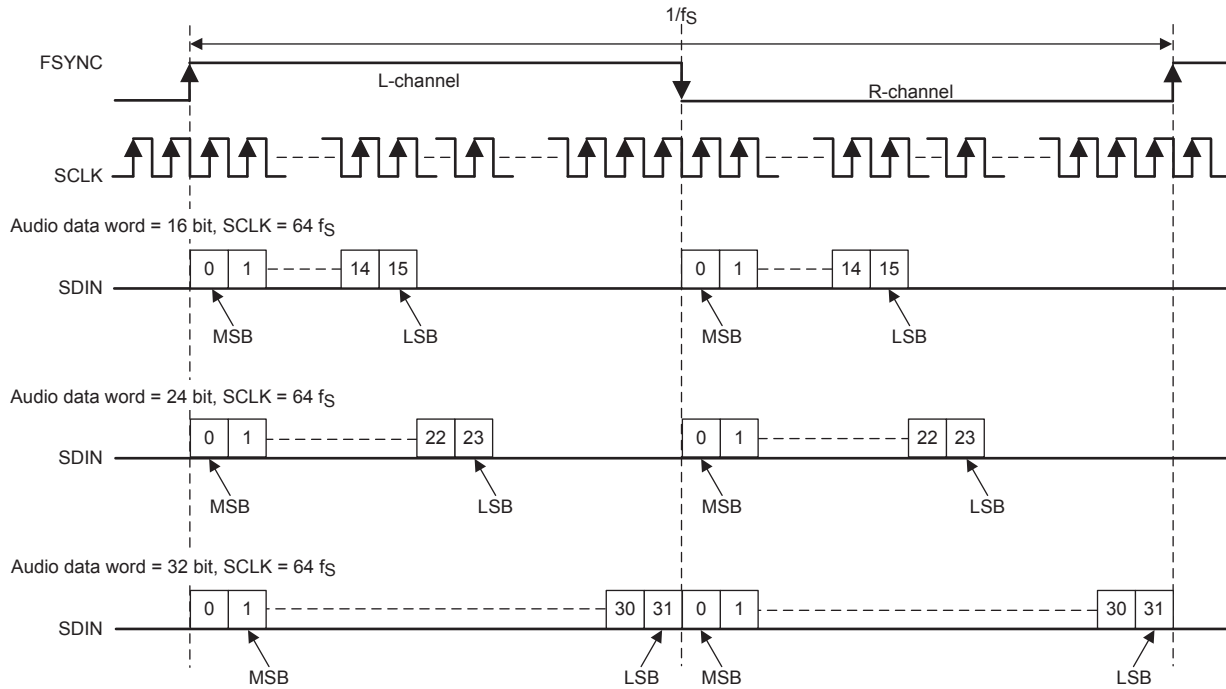 1/fS
FSYNC
L-channel
R-channel
SCLK
Audio data word = 16 bit, SCLK = 64 fS
SDIN 0 1 14 15 0 1 14 15
MSB LSB MSB LSB
Audio data word = 24 bit, SCLK = 64 fS
SDIN 0 1 22 23 0 1 22 23
MSB LSB MSB LSB
Audio data word = 32 bit, SCLK = 64 fS
SDIN 0 1 30 31 0 1 30 31
MSB LSB MSB LSB